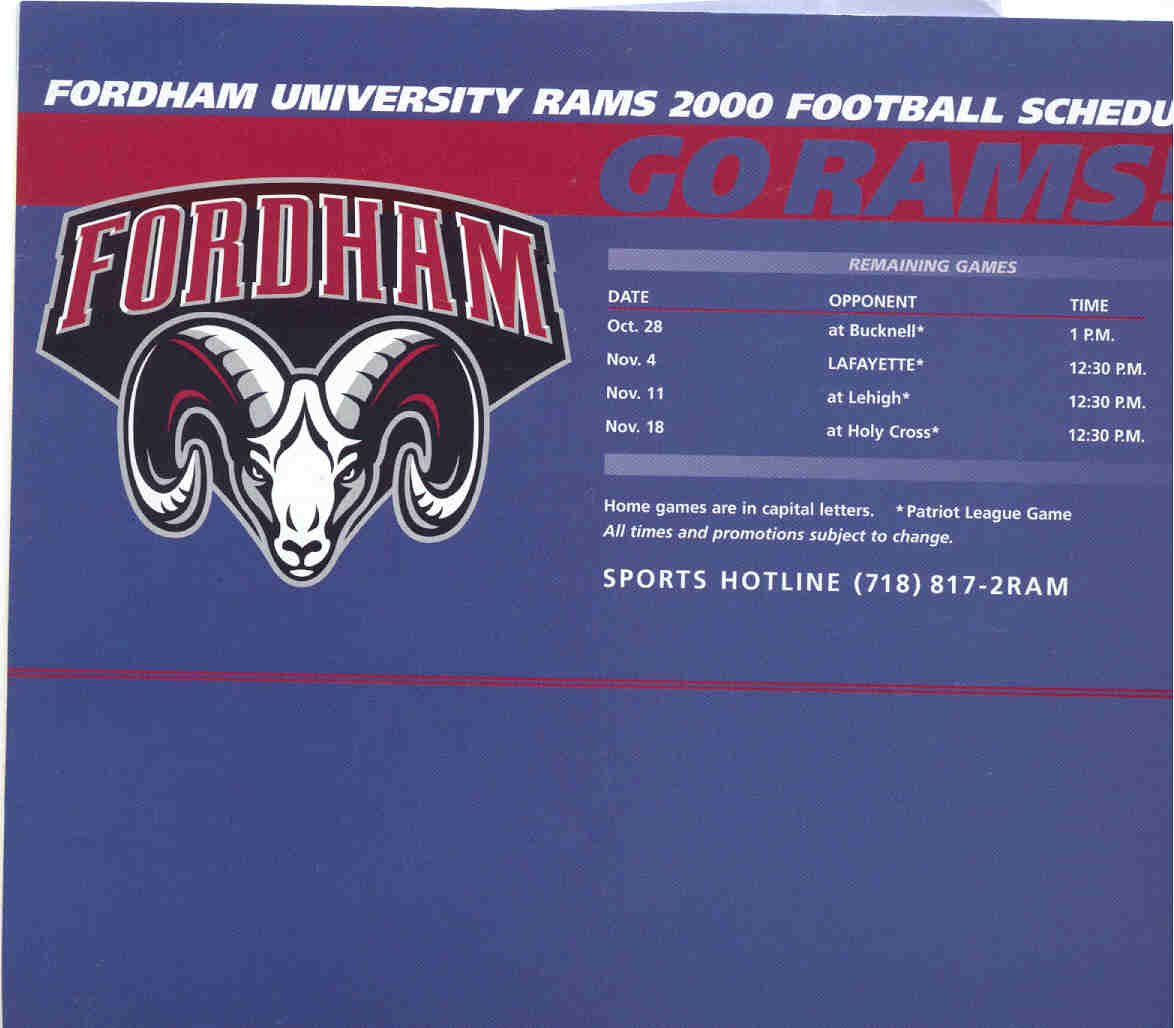 FORDHAM UNIVERSITY RAMS 2000 FOOTBALL SCHEDU
GO RAMS!
FORDHAM
REMAINING GAMES
DATE OPPONENT TIME
Oct. 28 at Bucknell* 1 P.M.
Nov. 4 LAFAYETTE* 12:30 P.M.
Nov. 11 at Lehigh* 12:30 P.M.
Nov. 18 at Holy Cross* 12:30 P.M.
Home games are in capital letters. *Patriot League Game
All times and promotions subject to change.
SPORTS HOTLINE (718) 817-2RAM